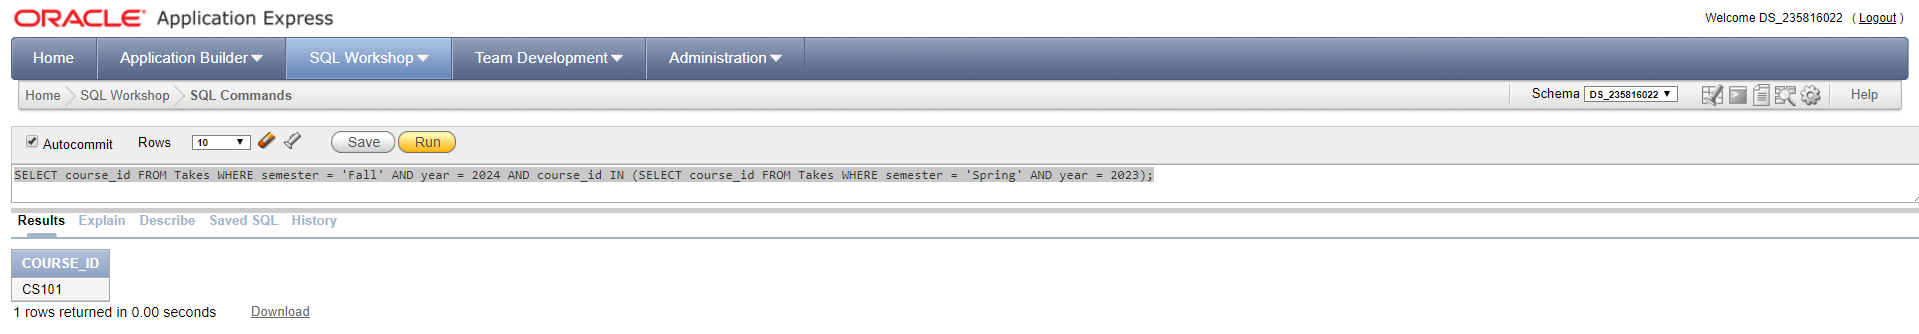 ORACLE Application Express
Welcome DS_235816022 ( Logout )
Home Application Builder SQL Workshop Team Development Administration
Home SQL Workshop SQL Commands Schema DS_235816022 Help
Autocommit Rows 10 Save Run
SELECT course_id FROM Takes WHERE semester = 'Fall' AND year = 2024 AND course_id IN (SELECT course_id FROM Takes WHERE semester = 'Spring' AND year = 2023);
Results Explain Describe Saved SQL History
COURSE_ID
CS101
1 rows returned in 0.00 seconds Download